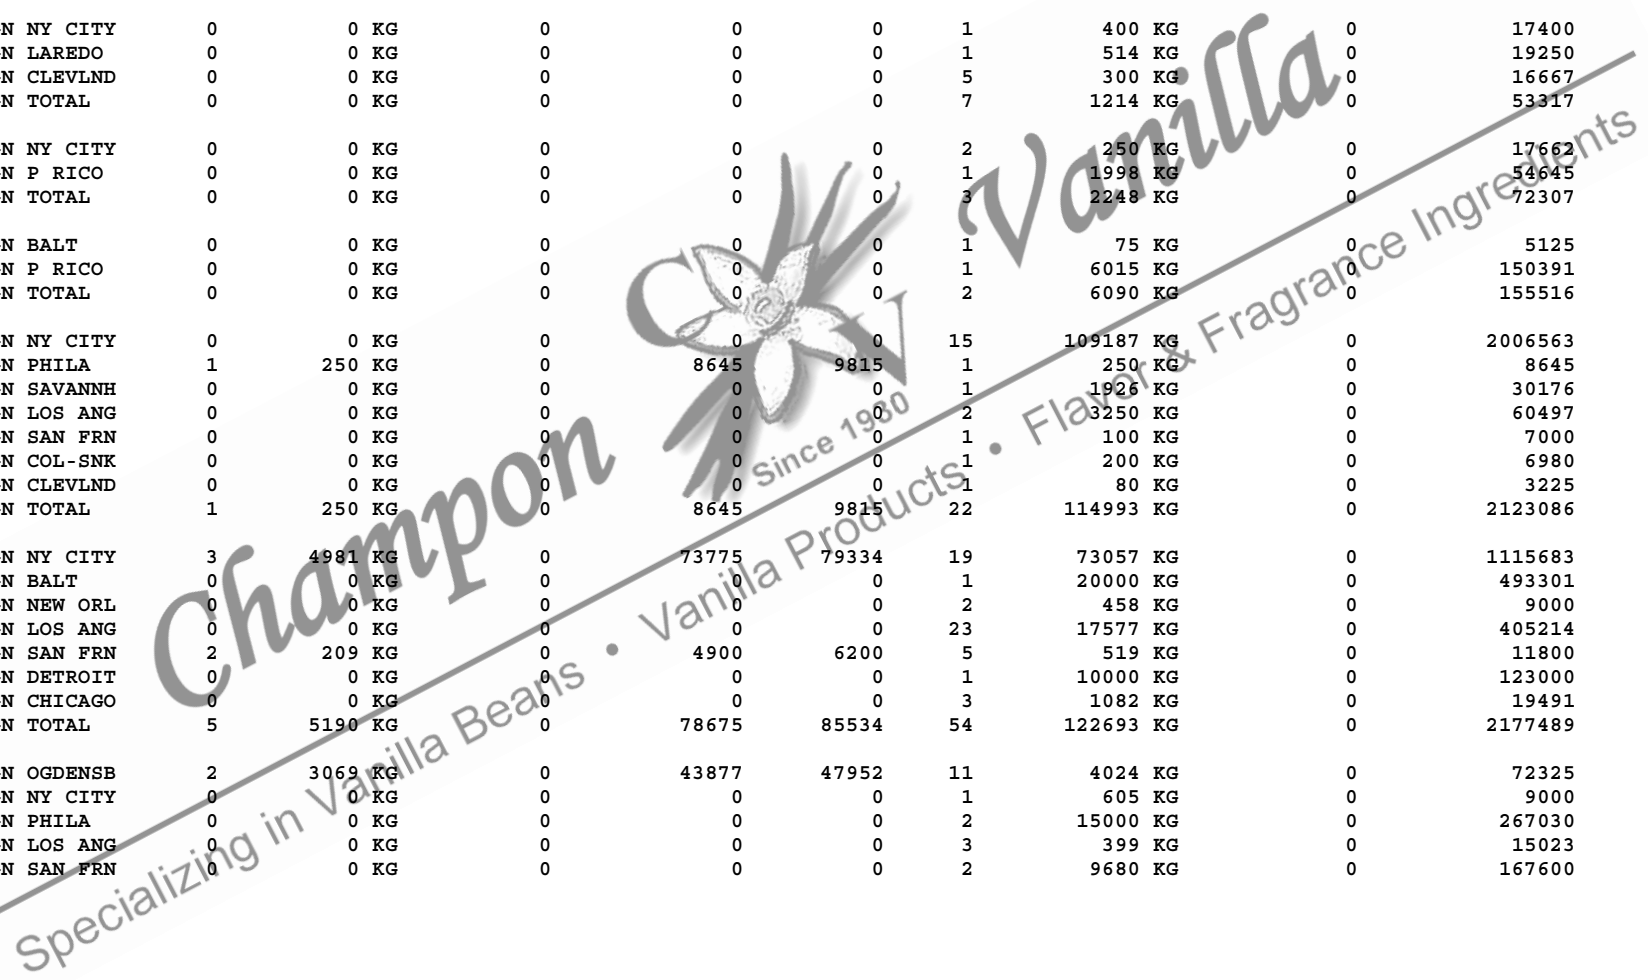 N NY CITY 0 0 KG 0 0 0 1 400 KG 0 17400
N LAREDO 0 0 KG 0 0 0 1 514 KG 0 19250
N CLEVLND 0 0 KG 0 0 0 5 300 KG 0 16667
N TOTAL 0 0 KG 0 0 0 7 1214 KG 0 53317
N NY CITY 0 0 KG 0 0 0 2 250 KG 0 17662
N P RICO 0 0 KG 0 0 0 1 1998 KG 0 54645
N TOTAL 0 0 KG 0 0 0 3 2248 KG 0 72307
N BALT 0 0 KG 0 0 0 1 75 KG 0 5125
N P RICO 0 0 KG 0 0 0 1 6015 KG 0 150391
N TOTAL 0 0 KG 0 0 0 2 6090 KG 0 155516
N NY CITY 0 0 KG 0 0 0 15 109187 KG 0 2006563
N PHILA 1 250 KG 0 8645 9815 1 250 KG 0 8645
N SAVANNH 0 0 KG 0 0 0 1 1926 KG 0 30176
N LOS ANG 0 0 KG 0 0 0 2 3250 KG 0 60497
N SAN FRN 0 0 KG 0 0 0 1 100 KG 0 7000
N COL-SNK 0 0 KG 0 0 0 1 200 KG 0 6980
N CLEVLND 0 0 KG 0 0 0 1 80 KG 0 3225
N TOTAL 1 250 KG 0 8645 9815 22 114993 KG 0 2123086
N NY CITY 3 4981 KG 0 73775 79334 19 73057 KG 0 1115683
N BALT 0 0 KG 0 0 0 1 20000 KG 0 493301
N NEW ORL 0 0 KG 0 0 0 2 458 KG 0 9000
N LOS ANG 0 0 KG 0 0 0 23 17577 KG 0 405214
N SAN FRN 2 209 KG 0 4900 6200 5 519 KG 0 11800
N DETROIT 0 0 KG 0 0 0 1 10000 KG 0 123000
N CHICAGO 0 0 KG 0 0 0 3 1082 KG 0 19491
N TOTAL 5 5190 KG 0 78675 85534 54 122693 KG 0 2177489
N OGDENSB 2 3069 KG 0 43877 47952 11 4024 KG 0 72325
N NY CITY 0 0 KG 0 0 0 1 605 KG 0 9000
N PHILA 0 0 KG 0 0 0 2 15000 KG 0 267030
N LOS ANG 0 0 KG 0 0 0 3 399 KG 0 15023
N SAN FRN 0 0 KG 0 0 0 2 9680 KG 0 167600
Champon Vanilla
C V
Since 1980
Specializing in Vanilla Beans • Vanilla Products • Flavor & Fragrance Ingredients